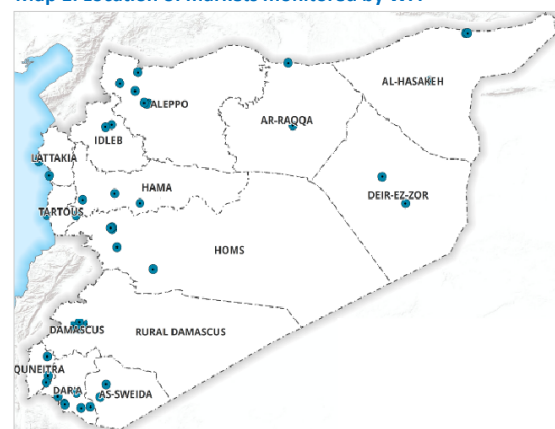 AL-HASAKEH
ALEPPO
AR-RAQQA
IDLEB
LATTAKIA
HAMA
DEIR-EZ-ZOR
TARTOUS
HOMS
DAMASCUS
RURAL DAMASCUS
QUNEITRA
DARʼA
AS-SWEIDA